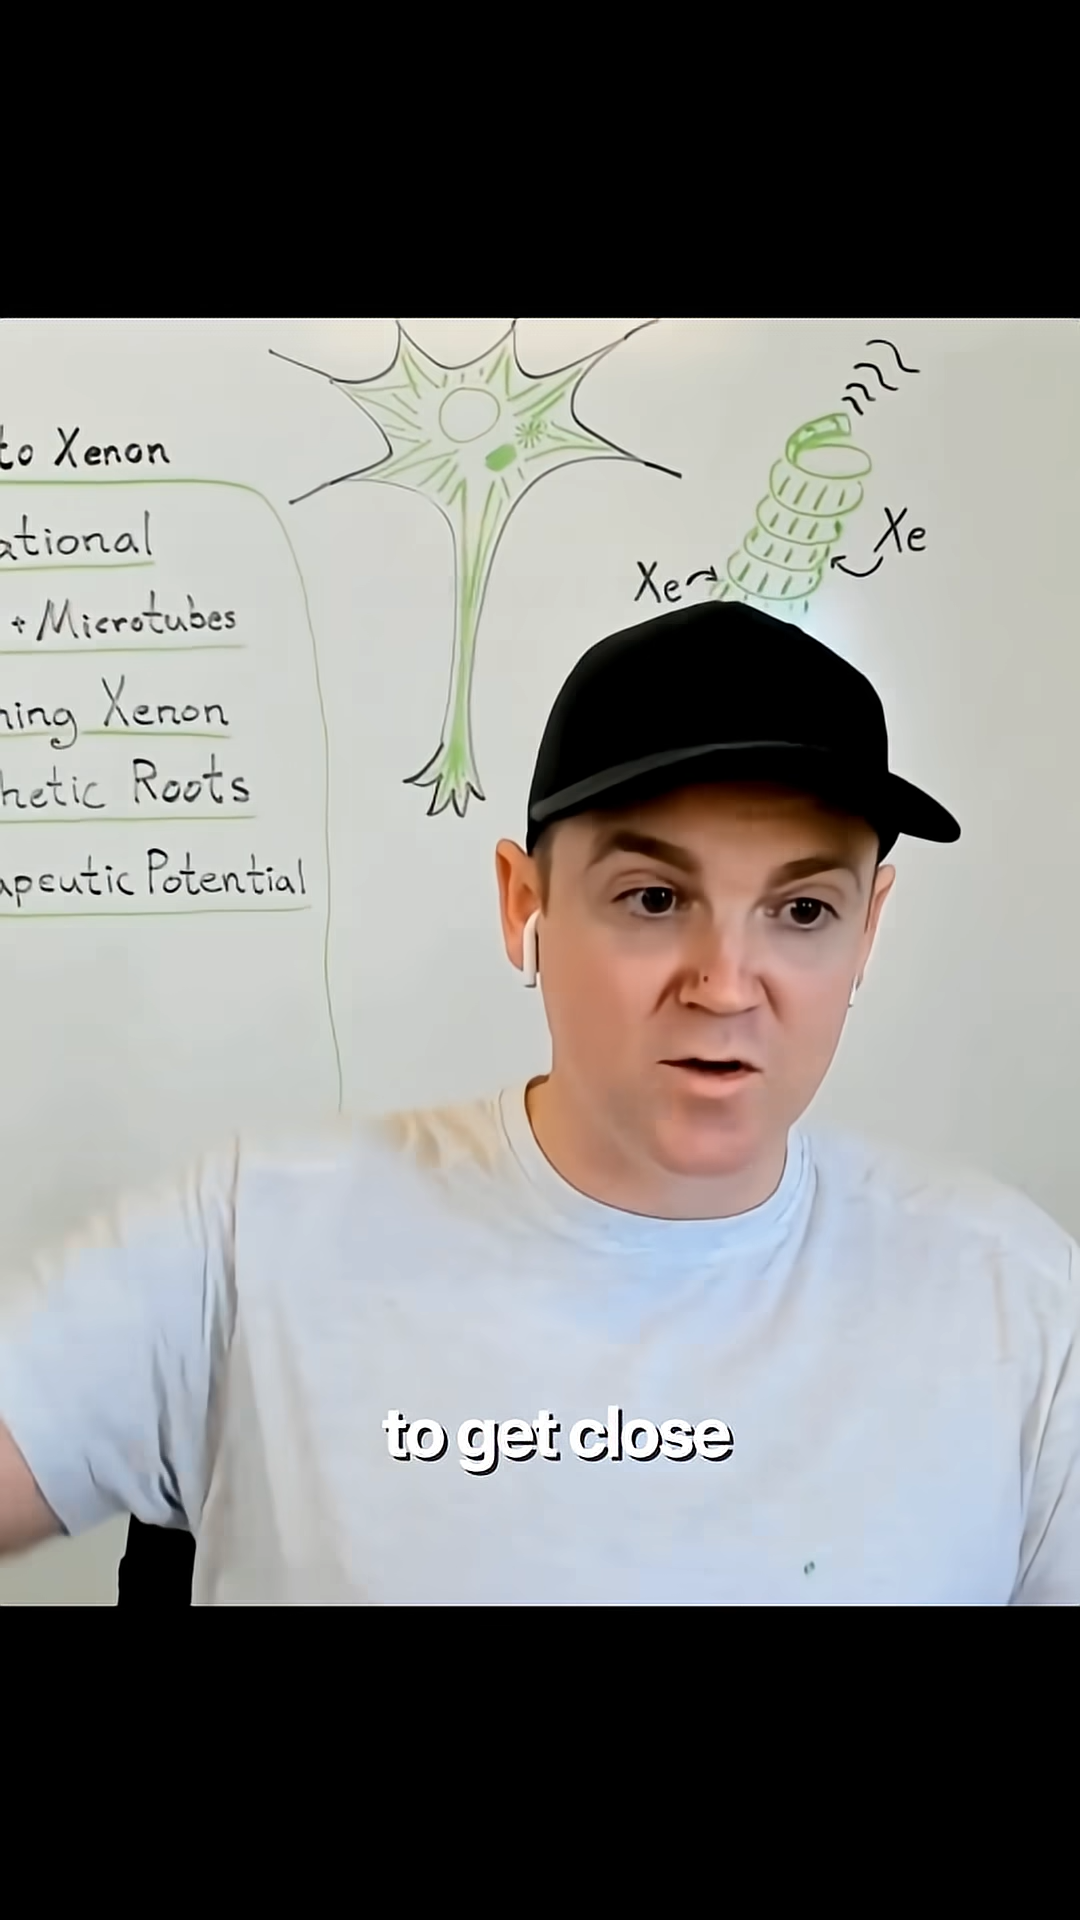 to Xenon
ational
+ Microtubes
ning Xenon
hetic Roots
apeutic Potential
Xe
Xe
to get close